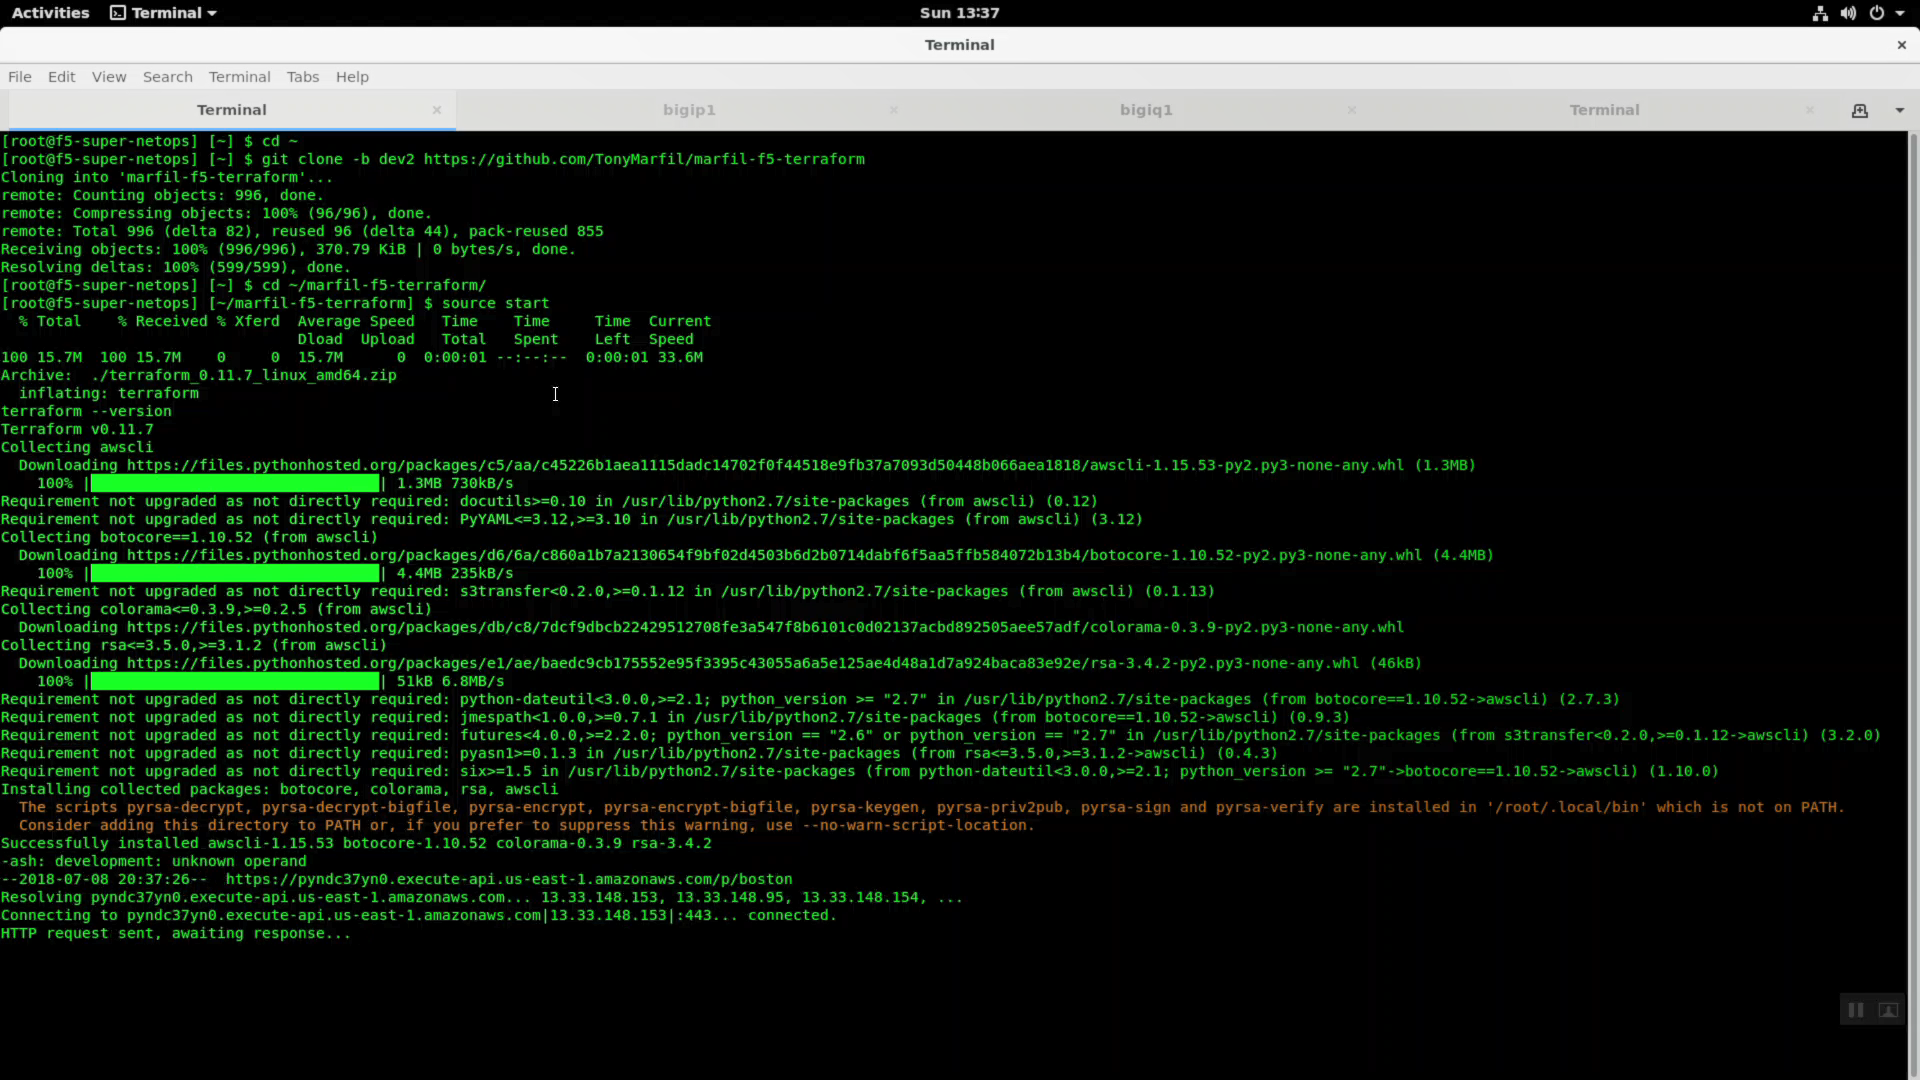 Activities Terminal Sun 13:37
Terminal
File Edit View Search Terminal Tabs Help
Terminal bigip1 bigiq1 Terminal
[root@f5-super-netops] [~] $ cd ~
[root@f5-super-netops] [~] $ git clone -b dev2 https://github.com/TonyMarfil/marfil-f5-terraform
Cloning into 'marfil-f5-terraform'...
remote: Counting objects: 996, done.
remote: Compressing objects: 100% (96/96), done.
remote: Total 996 (delta 82), reused 96 (delta 44), pack-reused 855
Receiving objects: 100% (996/996), 370.79 KiB | 0 bytes/s, done.
Resolving deltas: 100% (599/599), done.
[root@f5-super-netops] [~] $ cd ~/marfil-f5-terraform/
[root@f5-super-netops] [~/marfil-f5-terraform] $ source start
  % Total    % Received % Xferd  Average Speed   Time    Time     Time  Current
                                 Dload  Upload   Total   Spent    Left  Speed
100 15.7M  100 15.7M    0     0  15.7M      0  0:00:01 --:--:--  0:00:01 33.6M
Archive:  ./terraform_0.11.7_linux_amd64.zip
  inflating: terraform
terraform --version
Terraform v0.11.7
Collecting awscli
  Downloading https://files.pythonhosted.org/packages/c5/aa/c45226b1aea1115dadc14702f0f44518e9fb37a7093d50448b066aea1818/awscli-1.15.53-py2.py3-none-any.whl (1.3MB)
    100% |████████████████████████████████| 1.3MB 730kB/s
Requirement not upgraded as not directly required: docutils>=0.10 in /usr/lib/python2.7/site-packages (from awscli) (0.12)
Requirement not upgraded as not directly required: PyYAML<=3.12,>=3.10 in /usr/lib/python2.7/site-packages (from awscli) (3.12)
Collecting botocore==1.10.52 (from awscli)
  Downloading https://files.pythonhosted.org/packages/d6/6a/c860a1b7a2130654f9bf02d4503b6d2b0714dabf6f5aa5ffb584072b13b4/botocore-1.10.52-py2.py3-none-any.whl (4.4MB)
    100% |████████████████████████████████| 4.4MB 235kB/s
Requirement not upgraded as not directly required: s3transfer<0.2.0,>=0.1.12 in /usr/lib/python2.7/site-packages (from awscli) (0.1.13)
Collecting colorama<=0.3.9,>=0.2.5 (from awscli)
  Downloading https://files.pythonhosted.org/packages/db/c8/7dcf9dbcb22429512708fe3a547f8b6101c0d02137acbd892505aee57adf/colorama-0.3.9-py2.py3-none-any.whl
Collecting rsa<=3.5.0,>=3.1.2 (from awscli)
  Downloading https://files.pythonhosted.org/packages/e1/ae/baedc9cb175552e95f3395c43055a6a5e125ae4d48a1d7a924baca83e92e/rsa-3.4.2-py2.py3-none-any.whl (46kB)
    100% |████████████████████████████████| 51kB 6.8MB/s
Requirement not upgraded as not directly required: python-dateutil<3.0.0,>=2.1; python_version >= "2.7" in /usr/lib/python2.7/site-packages (from botocore==1.10.52->awscli) (2.7.3)
Requirement not upgraded as not directly required: jmespath<1.0.0,>=0.7.1 in /usr/lib/python2.7/site-packages (from botocore==1.10.52->awscli) (0.9.3)
Requirement not upgraded as not directly required: futures<4.0.0,>=2.2.0; python_version == "2.6" or python_version == "2.7" in /usr/lib/python2.7/site-packages (from s3transfer<0.2.0,>=0.1.12->awscli) (3.2.0)
Requirement not upgraded as not directly required: pyasn1>=0.1.3 in /usr/lib/python2.7/site-packages (from rsa<=3.5.0,>=3.1.2->awscli) (0.4.3)
Requirement not upgraded as not directly required: six>=1.5 in /usr/lib/python2.7/site-packages (from python-dateutil<3.0.0,>=2.1; python_version >= "2.7"->botocore==1.10.52->awscli) (1.10.0)
Installing collected packages: botocore, colorama, rsa, awscli
  The scripts pyrsa-decrypt, pyrsa-decrypt-bigfile, pyrsa-encrypt, pyrsa-encrypt-bigfile, pyrsa-keygen, pyrsa-priv2pub, pyrsa-sign and pyrsa-verify are installed in '/root/.local/bin' which is not on PATH.
  Consider adding this directory to PATH or, if you prefer to suppress this warning, use --no-warn-script-location.
Successfully installed awscli-1.15.53 botocore-1.10.52 colorama-0.3.9 rsa-3.4.2
-ash: development: unknown operand
--2018-07-08 20:37:26--  https://pyndc37yn0.execute-api.us-east-1.amazonaws.com/p/boston
Resolving pyndc37yn0.execute-api.us-east-1.amazonaws.com... 13.33.148.153, 13.33.148.95, 13.33.148.154, ...
Connecting to pyndc37yn0.execute-api.us-east-1.amazonaws.com|13.33.148.153|:443... connected.
HTTP request sent, awaiting response...